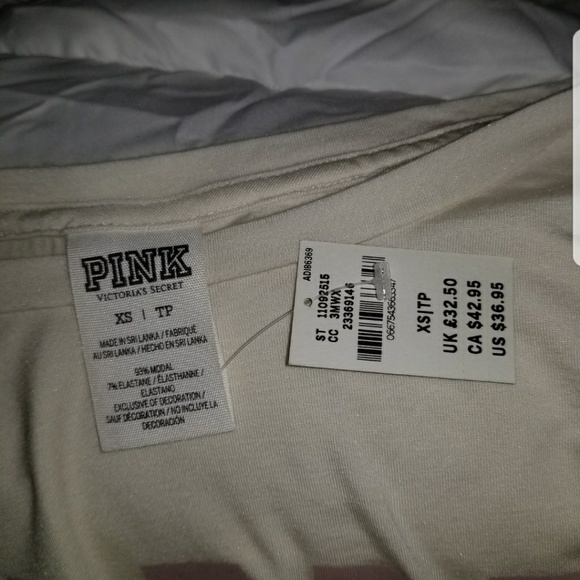 PINK
VICTORIA'S SECRET
XS | TP
MADE IN SRI LANKA / FABRIQUÉ
AU SRI LANKA / HECHO EN SRI LANKA
93% MODAL
7% ELASTANE / ÉLASTHANNE /
ELASTANO
EXCLUSIVE OF DECORATION /
SAUF DÉCORATION / NO INCLUYE LA
DECORACIÓN
ADI86369
ST 11092615
CC 3MWX
23369146
XS|TP
UK £32.50
CA $42.95
US $36.95